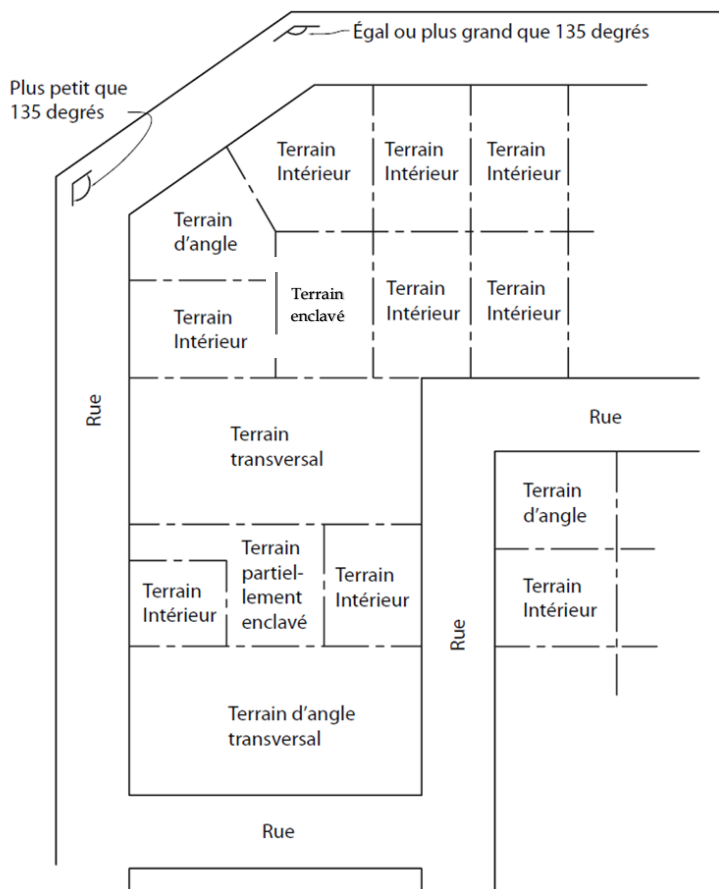 Égal ou plus grand que 135 degrés
Plus petit que
135 degrés
Terrain
Intérieur
Terrain
Intérieur
Terrain
Intérieur
Terrain
d'angle
Terrain
Intérieur
Terrain
enclavé
Terrain
Intérieur
Terrain
Intérieur
Rue
Terrain
transversal
Rue
Terrain
d'angle
Terrain
partiel-
lement
enclavé
Terrain
Intérieur
Terrain
Intérieur
Terrain
Intérieur
Rue
Terrain d'angle
transversal
Rue